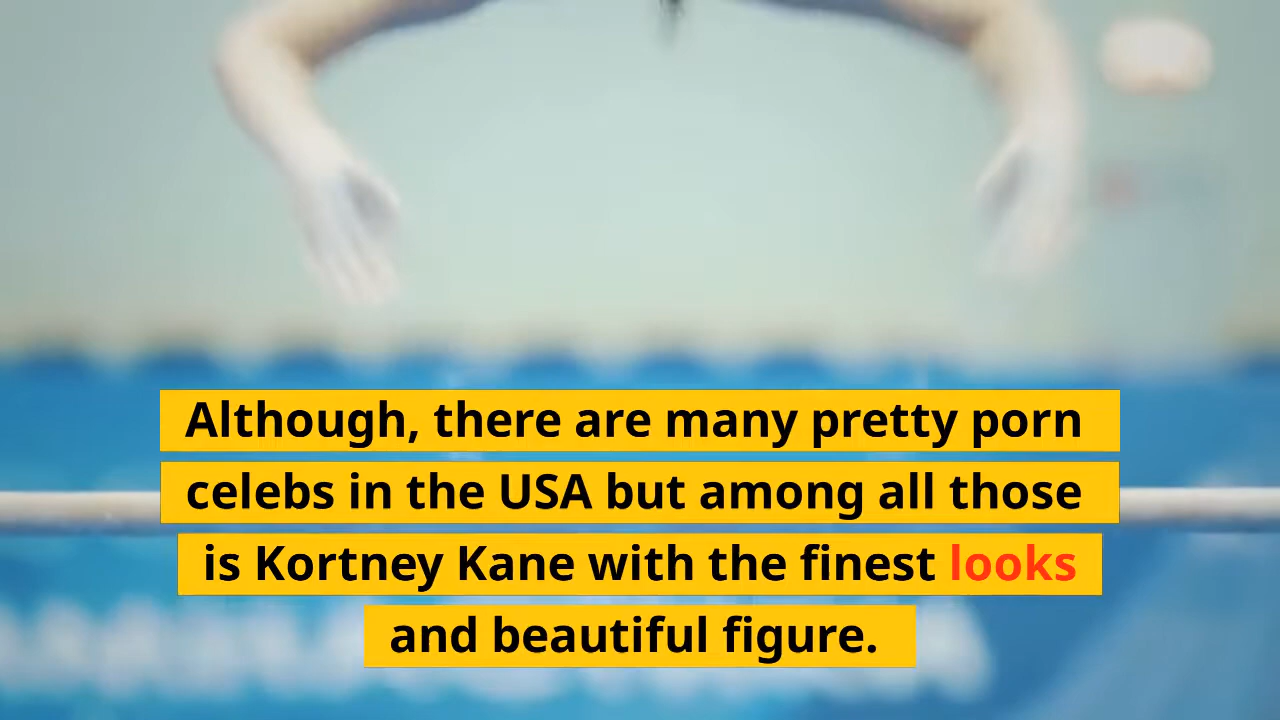 Although, there are many pretty porn
celebs in the USA but among all those
is Kortney Kane with the finest looks
and beautiful figure.